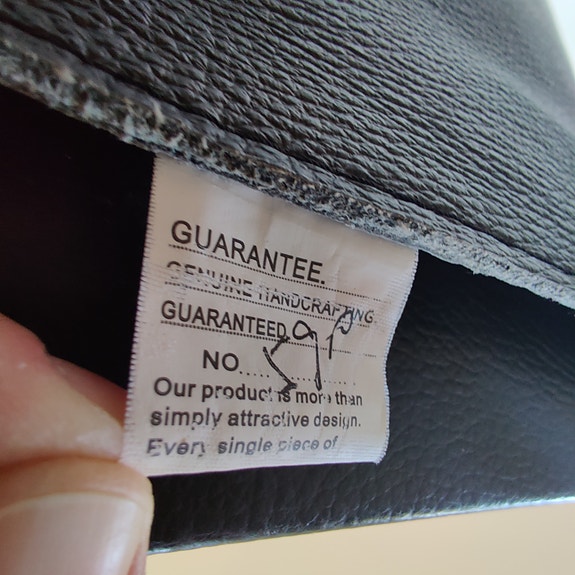 GUARANTEE.
GENUINE HANDCRAFTING
GUARANTEED
NO..............
Our product is more than
simply attractive design.
Every single piece of